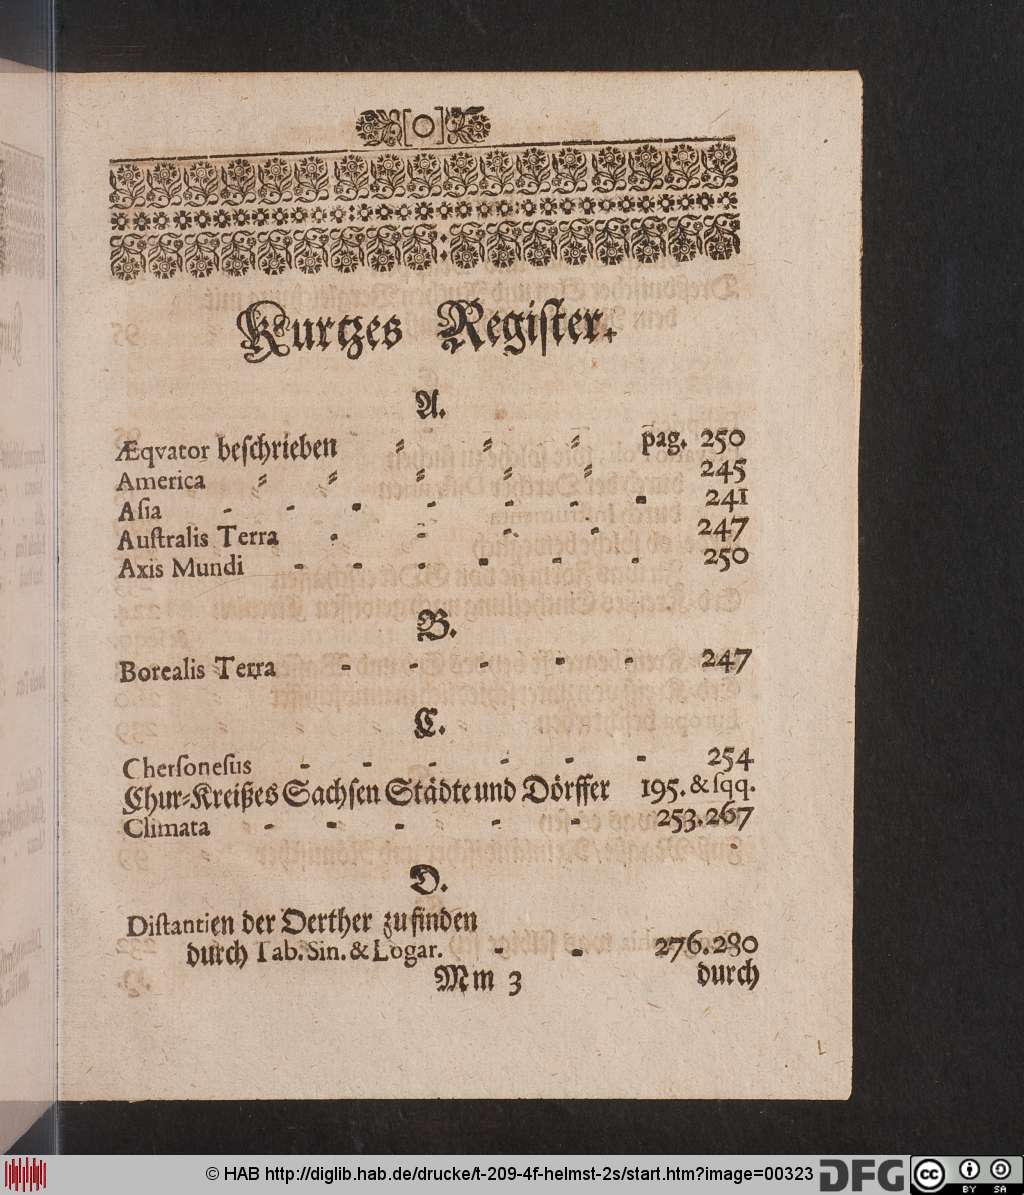 [O]
Kurtzes Register.
A.
Æqvator beschrieben - - - pag. 250
America - - - - - 245
Aſia - - - - - - - 241
Auſtralis Terra - - - - 247
Axis Mundi - - - - - - 250
B.
Borealis Terra - - - - - 247
C.
Cherſoneſus - - - - - - 254
Chur-Kreißes Sachſen Städte und Dörffer 195. & ſqq.
Climata - - - - - 253.267
D.
Diſtantien der Oerther zu finden
durch Tab. Sin. & Logar. - - 276.280
Mm 3 durch
© HAB http://diglib.hab.de/drucke/t-209-4f-helmst-2s/start.htm?image=00323 DFG cc BY SA